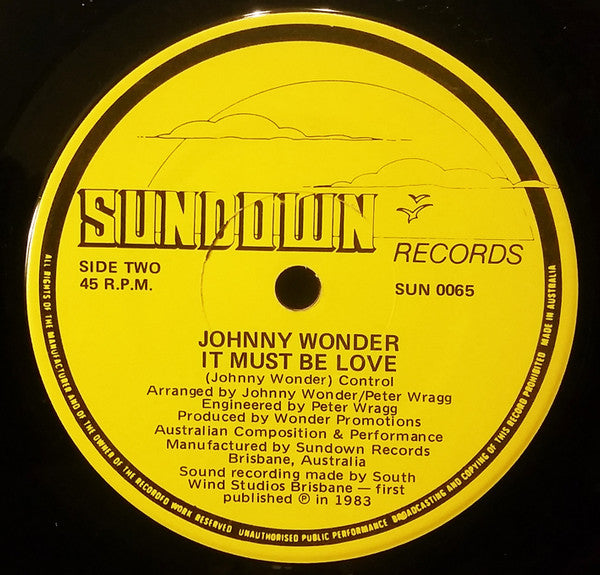 SUNDOWN
RECORDS
SIDE TWO
45 R.P.M.
SUN 0065
JOHNNY WONDER
IT MUST BE LOVE
(Johnny Wonder) Control
Arranged by Johnny Wonder/Peter Wragg
Engineered by Peter Wragg
Produced by Wonder Promotions
Australian Composition & Performance
Manufactured by Sundown Records
Brisbane, Australia
Sound recording made by South
Wind Studios Brisbane — first
published ℗ in 1983
ALL RIGHTS OF THE MANUFACTURER AND OF THE OWNER OF THE RECORDED WORK RESERVED UNAUTHORISED PUBLIC PERFORMANCE BROADCASTING AND COPYING OF THIS RECORD PROHIBITED MADE IN AUSTRALIA